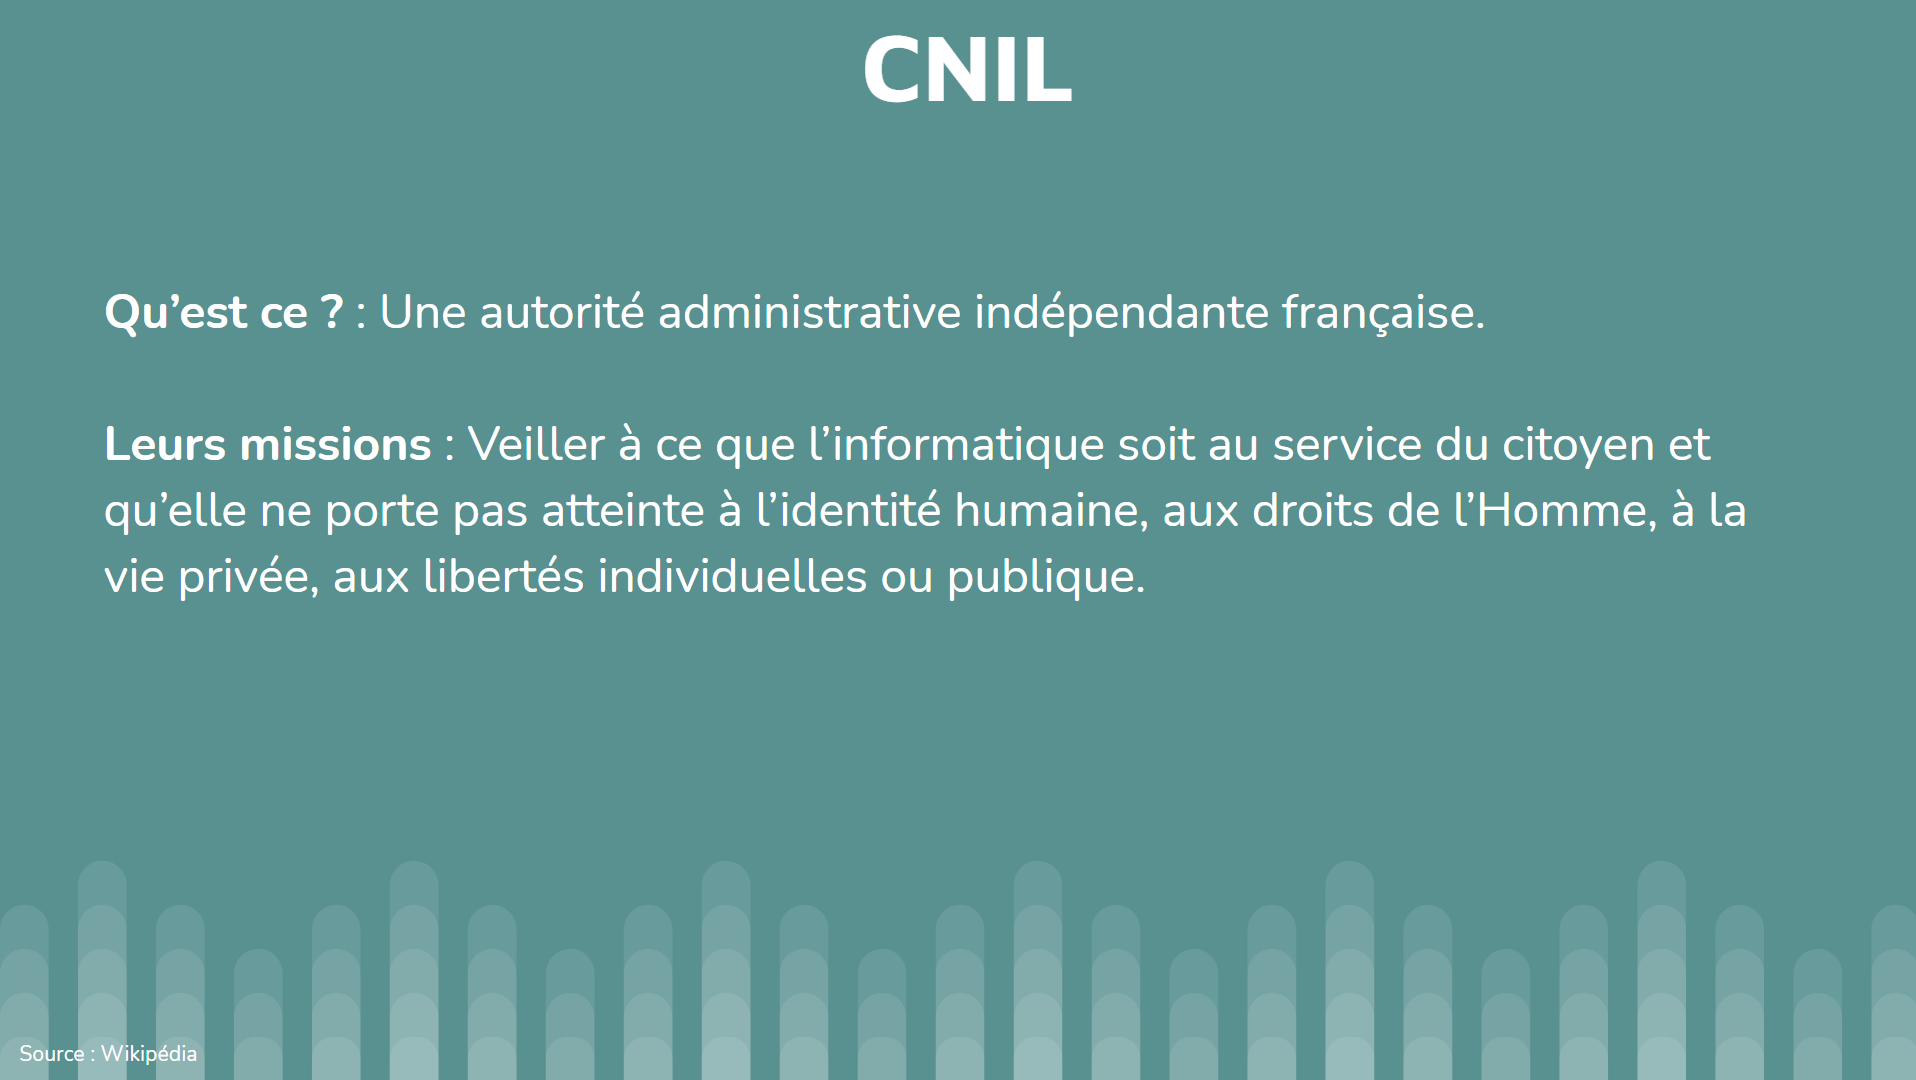 CNIL
Qu’est ce ? : Une autorité administrative indépendante française.
Leurs missions : Veiller à ce que l’informatique soit au service du citoyen et
qu’elle ne porte pas atteinte à l’identité humaine, aux droits de l’Homme, à la
vie privée, aux libertés individuelles ou publique.
Source : Wikipédia